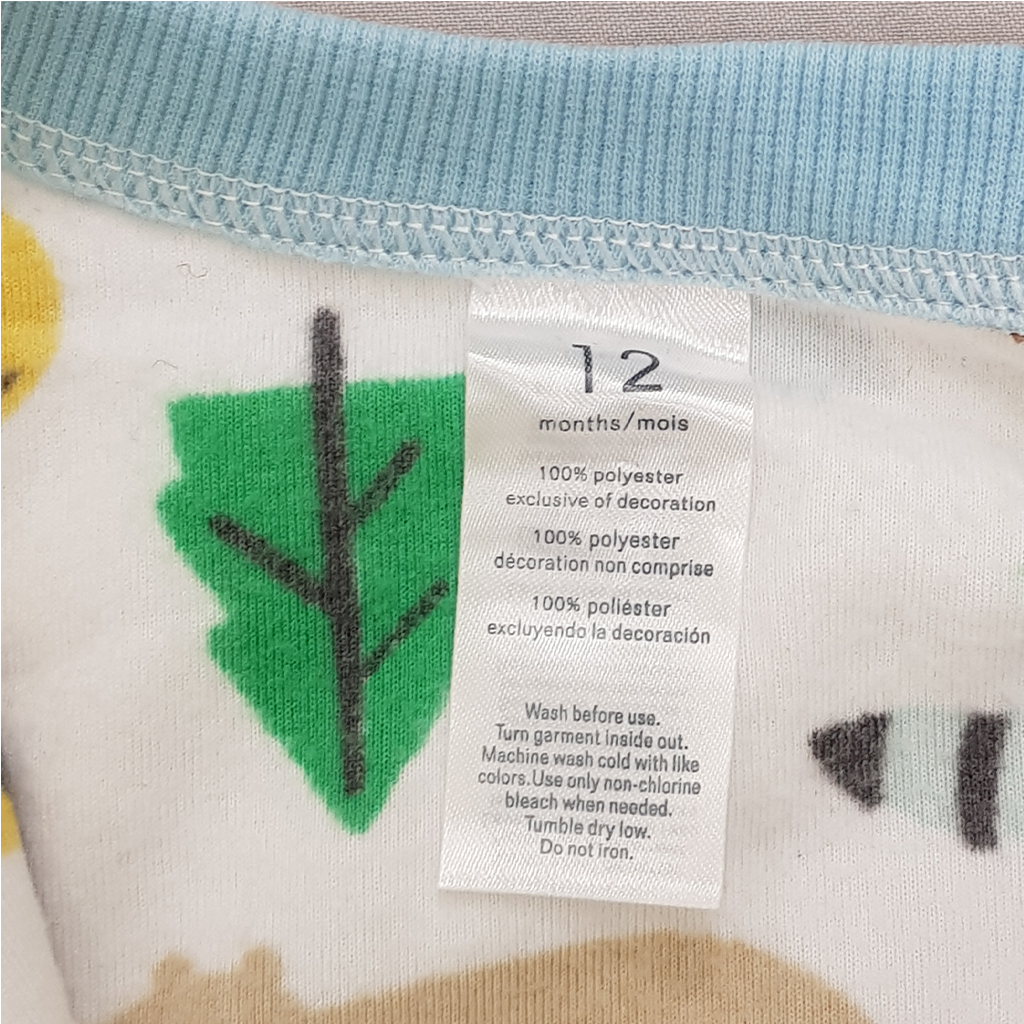 12
months/mois
100% polyester
exclusive of decoration
100% polyester
décoration non comprise
100% poliéster
excluyendo la decoración
Wash before use.
Turn garment inside out.
Machine wash cold with like
colors.Use only non-chlorine
bleach when needed.
Tumble dry low.
Do not iron.